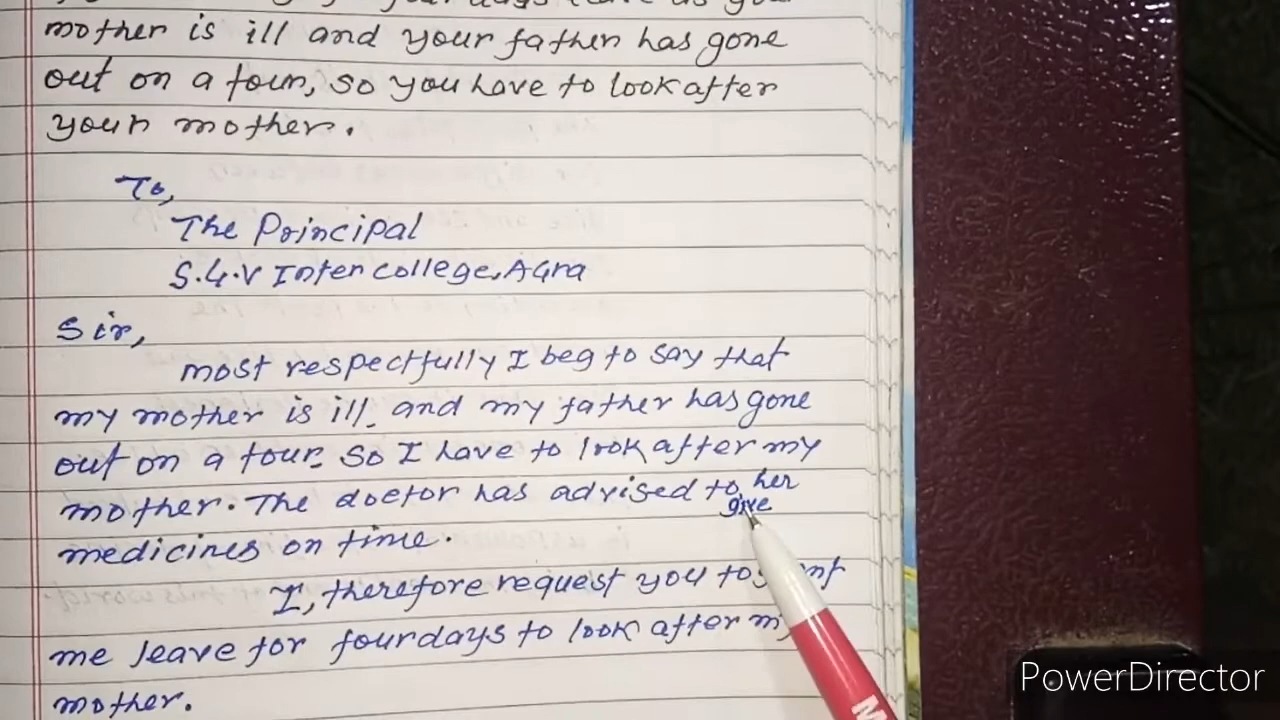 mother is ill and your father has gone
out on a tour, so you have to look after
your mother.
To,
The Principal
S.G.V Inter college, Agra
Sir,
most respectfully I beg to say that
my mother is ill. and my father has gone
out on a tour. So I have to look after my
mother. The doctor has advised to give her
medicines on time.
I, therefore request you to grant
me leave for four days to look after my
mother.
M
PowerDirector